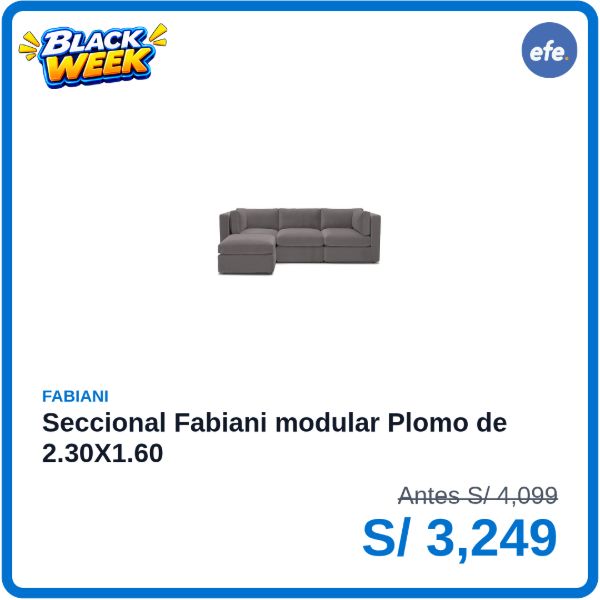 BLACK
WEEK
efe.
FABIANI
Seccional Fabiani modular Plomo de
2.30X1.60
Antes S/ 4,099
S/ 3,249